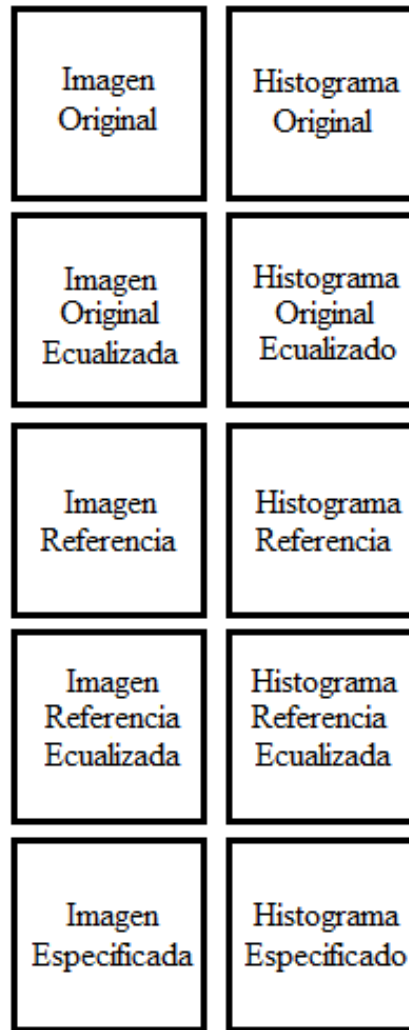 Imagen
Original
Histograma
Original
Imagen
Original
Ecualizada
Histograma
Original
Ecualizado
Imagen
Referencia
Histograma
Referencia
Imagen
Referencia
Ecualizada
Histograma
Referencia
Ecualizada
Imagen
Especificada
Histograma
Especificado